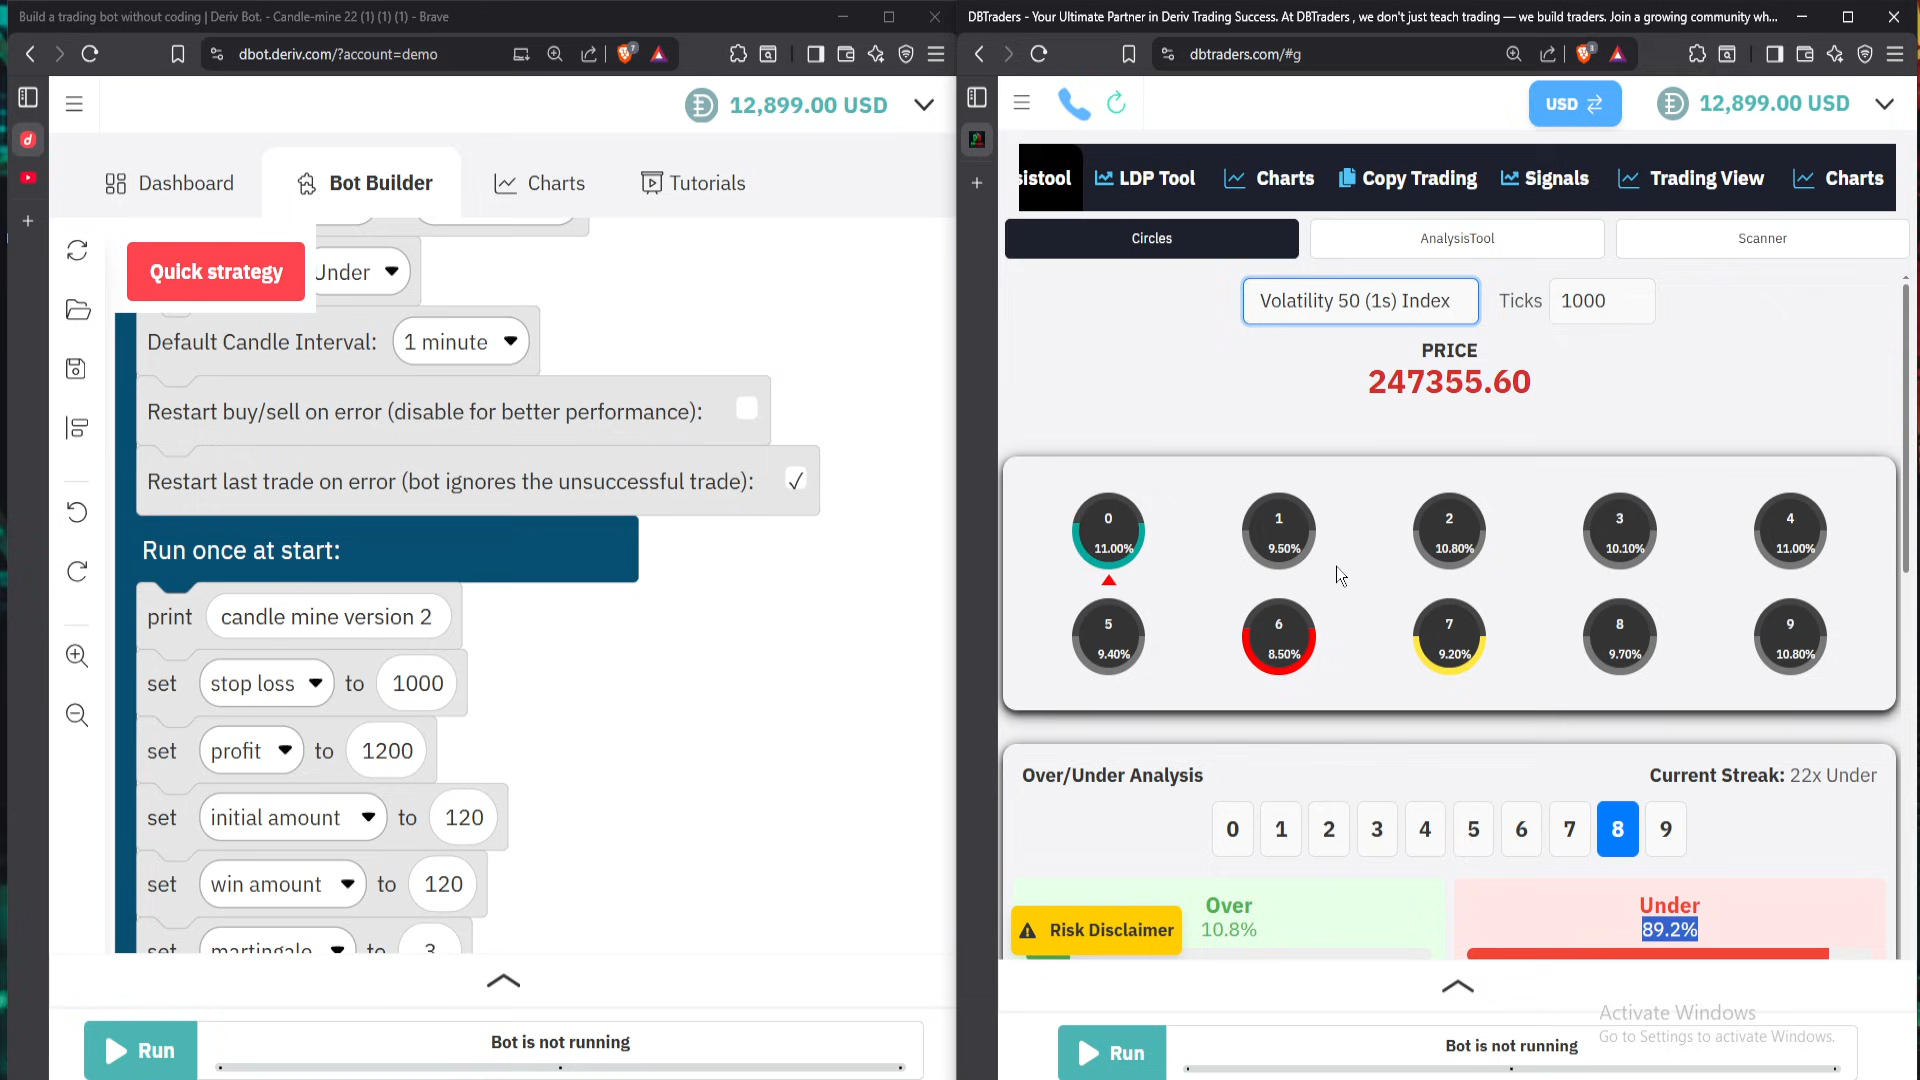 Build a trading bot without coding | Deriv Bot. - Candle-mine 22 (1) (1) (1) - Brave
dbot.deriv.com/?account=demo
7
12,899.00 USD
Dashboard
Bot Builder
Charts
Tutorials
Quick strategy
Under
Default Candle Interval: 1 minute
Restart buy/sell on error (disable for better performance):
Restart last trade on error (bot ignores the unsuccessful trade): ✓
Run once at start:
print candle mine version 2
set stop loss to 1000
set profit to 1200
set initial amount to 120
set win amount to 120
set martingale to 3
Run
Bot is not running
DBTraders - Your Ultimate Partner in Deriv Trading Success. At DBTraders , we don't just teach trading — we build traders. Join a growing community wh...
dbtraders.com/#g
3
USD ⇄
12,899.00 USD
sistool
LDP Tool
Charts
Copy Trading
Signals
Trading View
Charts
Circles
AnalysisTool
Scanner
Volatility 50 (1s) Index Ticks 1000
PRICE
247355.60
0
11.00%
1
9.50%
2
10.80%
3
10.10%
4
11.00%
5
9.40%
6
8.50%
7
9.20%
8
9.70%
9
10.80%
Over/Under Analysis
Current Streak: 22x Under
0 1 2 3 4 5 6 7 8 9
Over
10.8%
Under
89.2%
Risk Disclaimer
Activate Windows
Go to Settings to activate Windows.
Run
Bot is not running